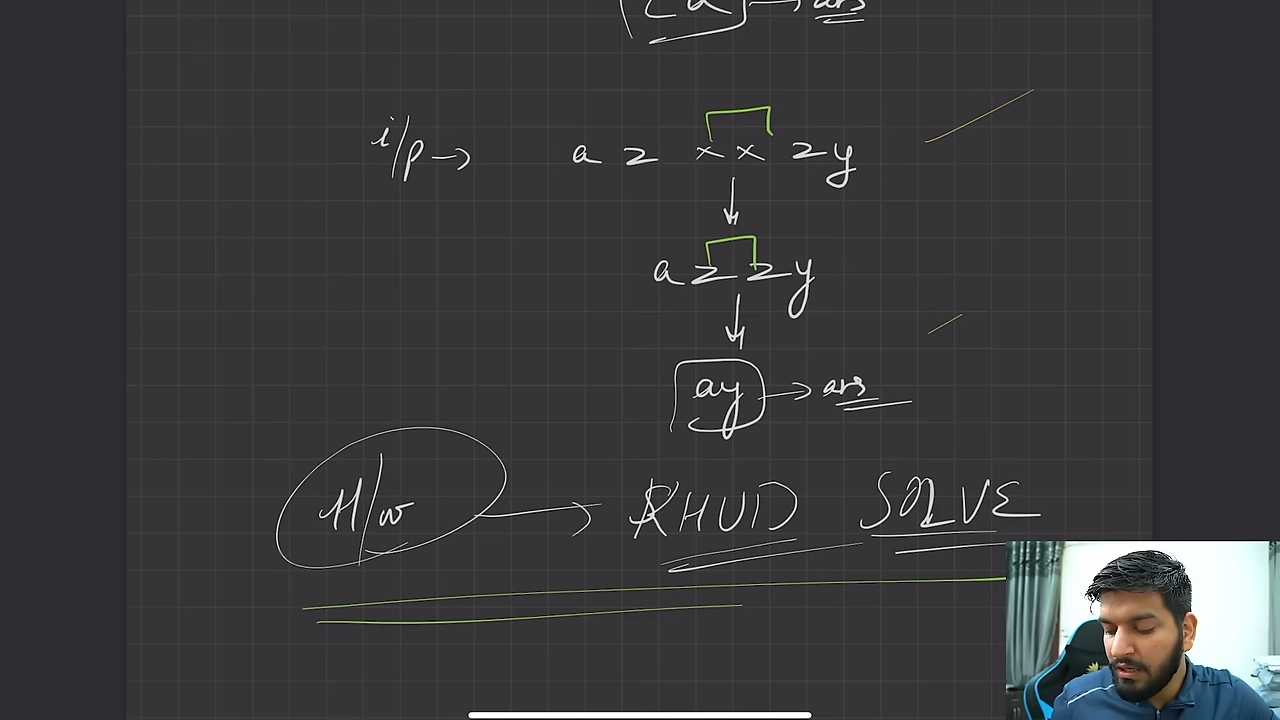 i/p → a z x x z y
a z z y
ay → ans
H/w → KHUD SOLVE